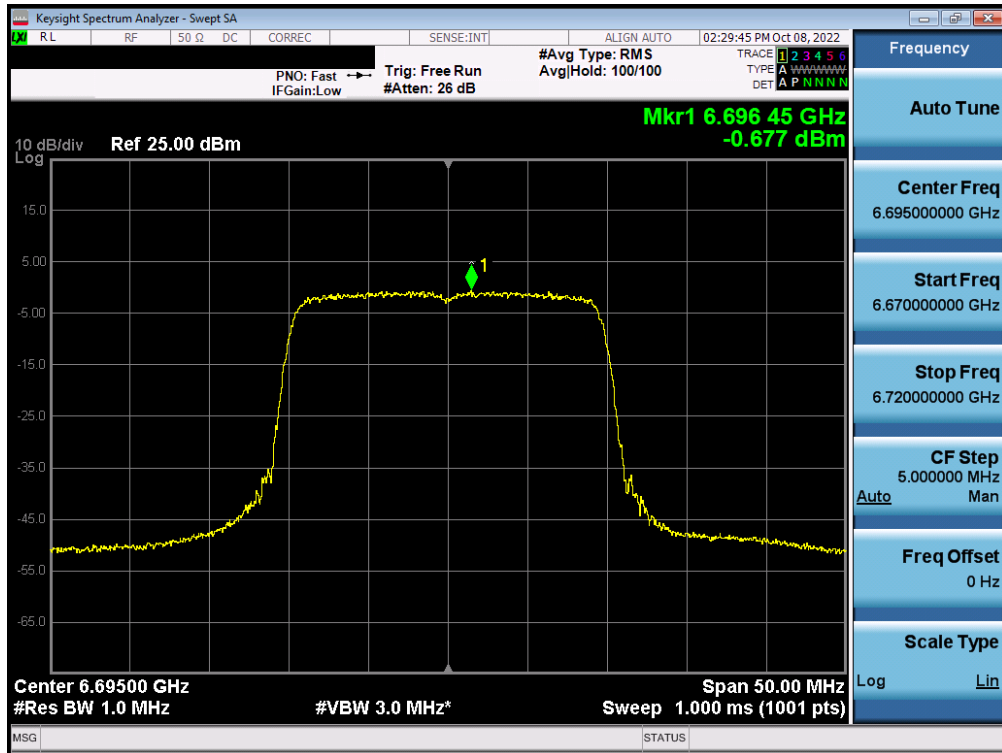 Keysight Spectrum Analyzer - Swept SA
LXI RL RF 50 Ω DC CORREC SENSE:INT ALIGN AUTO 02:29:45 PM Oct 08, 2022
PNO: Fast
IFGain:Low
Trig: Free Run
#Atten: 26 dB
#Avg Type: RMS
Avg|Hold: 100/100
TRACE 1 2 3 4 5 6
TYPE A WWWWW
DET A P N N N N
Mkr1 6.696 45 GHz
-0.677 dBm
10 dB/div Ref 25.00 dBm
Log
15.0
5.00
-5.00
-15.0
-25.0
-35.0
-45.0
-55.0
-65.0
1
Center 6.69500 GHz Span 50.00 MHz
#Res BW 1.0 MHz #VBW 3.0 MHz* Sweep 1.000 ms (1001 pts)
MSG STATUS
Frequency
Auto Tune
Center Freq
6.695000000 GHz
Start Freq
6.670000000 GHz
Stop Freq
6.720000000 GHz
CF Step
5.000000 MHz
Auto Man
Freq Offset
0 Hz
Scale Type
Log Lin